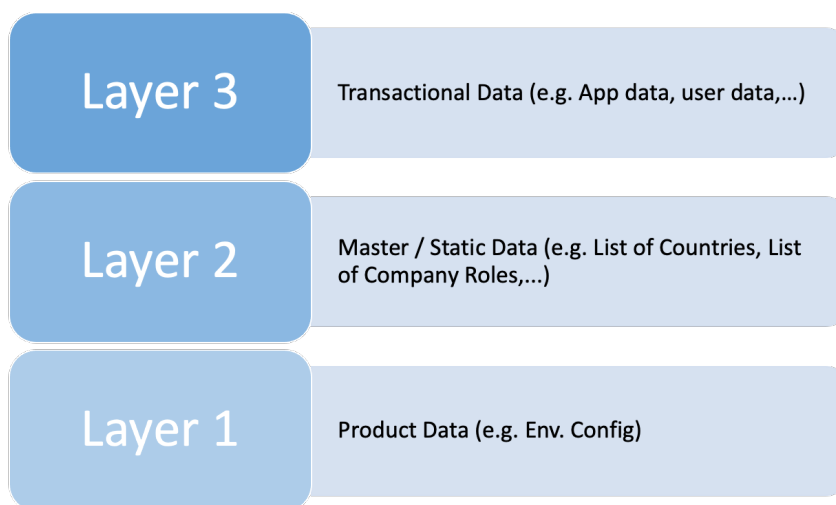 Layer 3
Transactional Data (e.g. App data, user data,...)
Layer 2
Master / Static Data (e.g. List of Countries, List
of Company Roles,...)
Layer 1
Product Data (e.g. Env. Config)